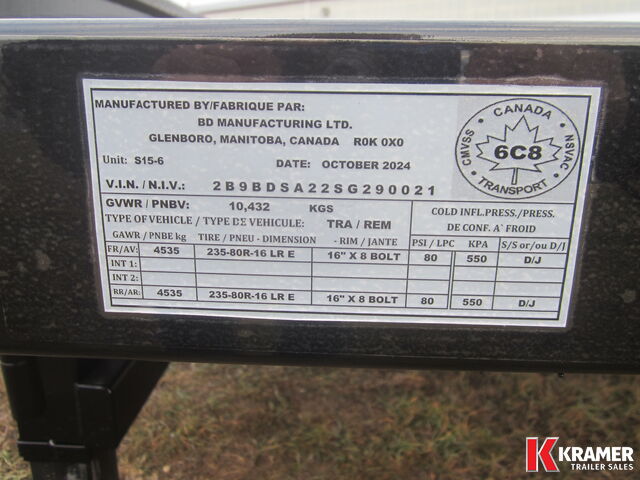 MANUFACTURED BY/FABRIQUE PAR:
BD MANUFACTURING LTD.
GLENBORO, MANITOBA, CANADA R0K 0X0
Unit: S15-6 DATE: OCTOBER 2024
V.I.N. / N.I.V.: 2B9BDSA22SG290021
CANADA
CMVSS 6C8 NSVAC
TRANSPORT
GVWR / PNBV: 10,432 KGS
TYPE OF VEHICLE / TYPE DE VEHICULE: TRA / REM
COLD INFL.PRESS./PRESS.
DE CONF. A` FROID
GAWR / PNBE kg TIRE / PNEU - DIMENSION - RIM / JANTE PSI / LPC KPA S/S or/ou D/J
FR/AV: 4535 235-80R-16 LR E 16" X 8 BOLT 80 550 D/J
INT 1:
INT 2:
RR/AR: 4535 235-80R-16 LR E 16" X 8 BOLT 80 550 D/J
K KRAMER
TRAILER SALES